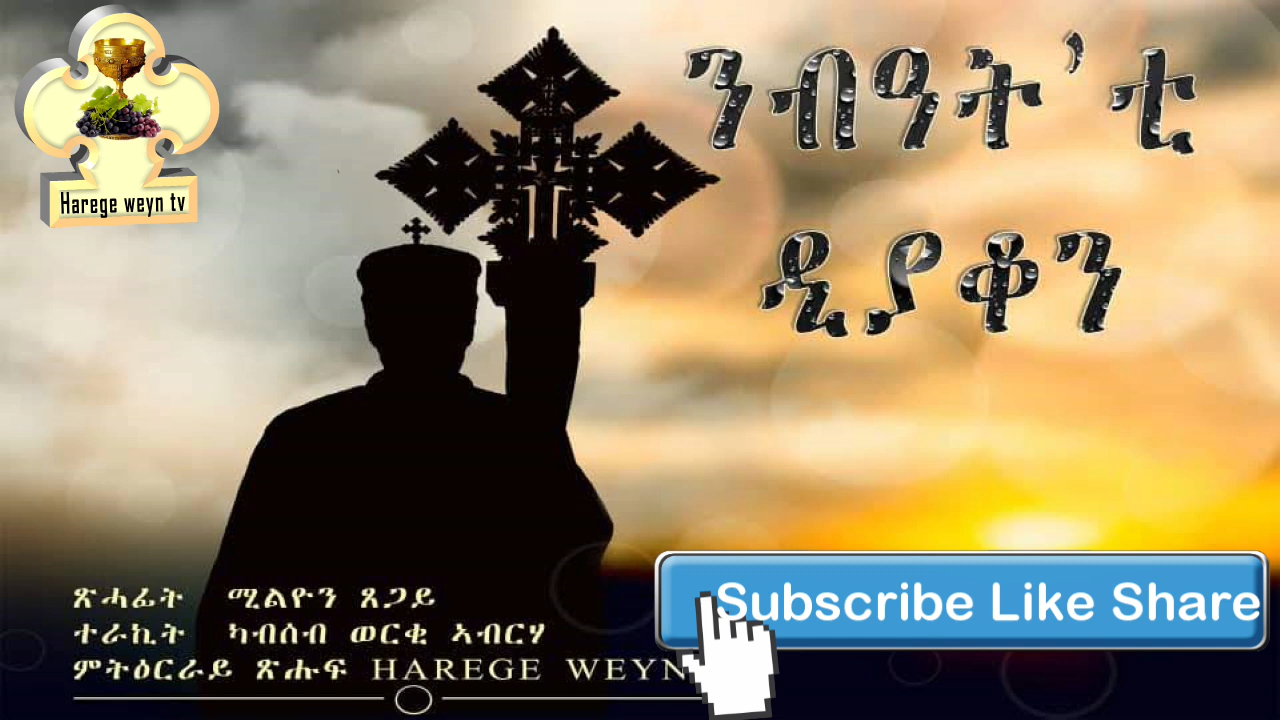 Harege weyn tv
ንብዓት'ቲ
ዲያቆን
ጽሓፊት ሚልዮን ጸጋይ
ተራኪት ካብሰብ ወርቂ ኣብርሃ
ምትዕርራይ ጽሑፍ HAREGE WEYN
Subscribe Like Share